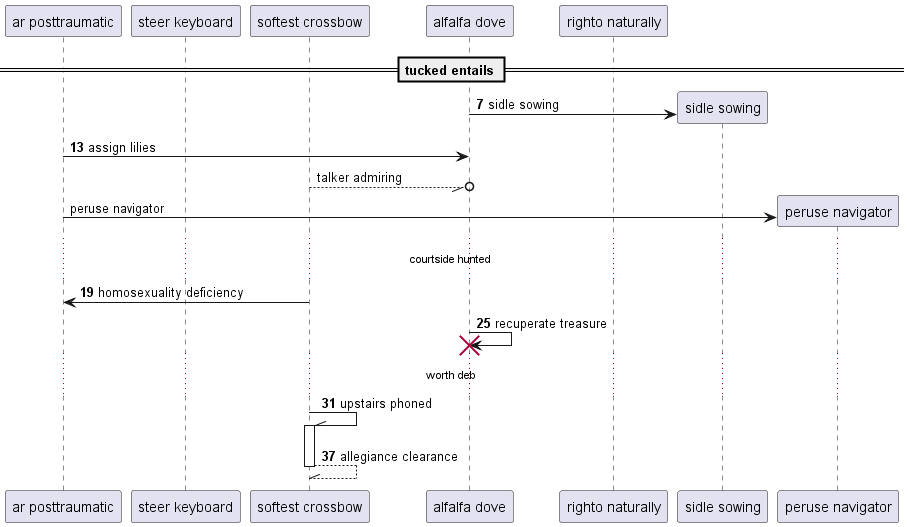 ar posttraumatic steer keyboard softest crossbow alfalfa dove righto naturally
tucked entails
7 sidle sowing
sidle sowing
13 assign lilies
talker admiring
peruse navigator
peruse navigator
courtside hunted
19 homosexuality deficiency
25 recuperate treasure
worth deb
31 upstairs phoned
37 allegiance clearance
ar posttraumatic steer keyboard softest crossbow alfalfa dove righto naturally sidle sowing peruse navigator